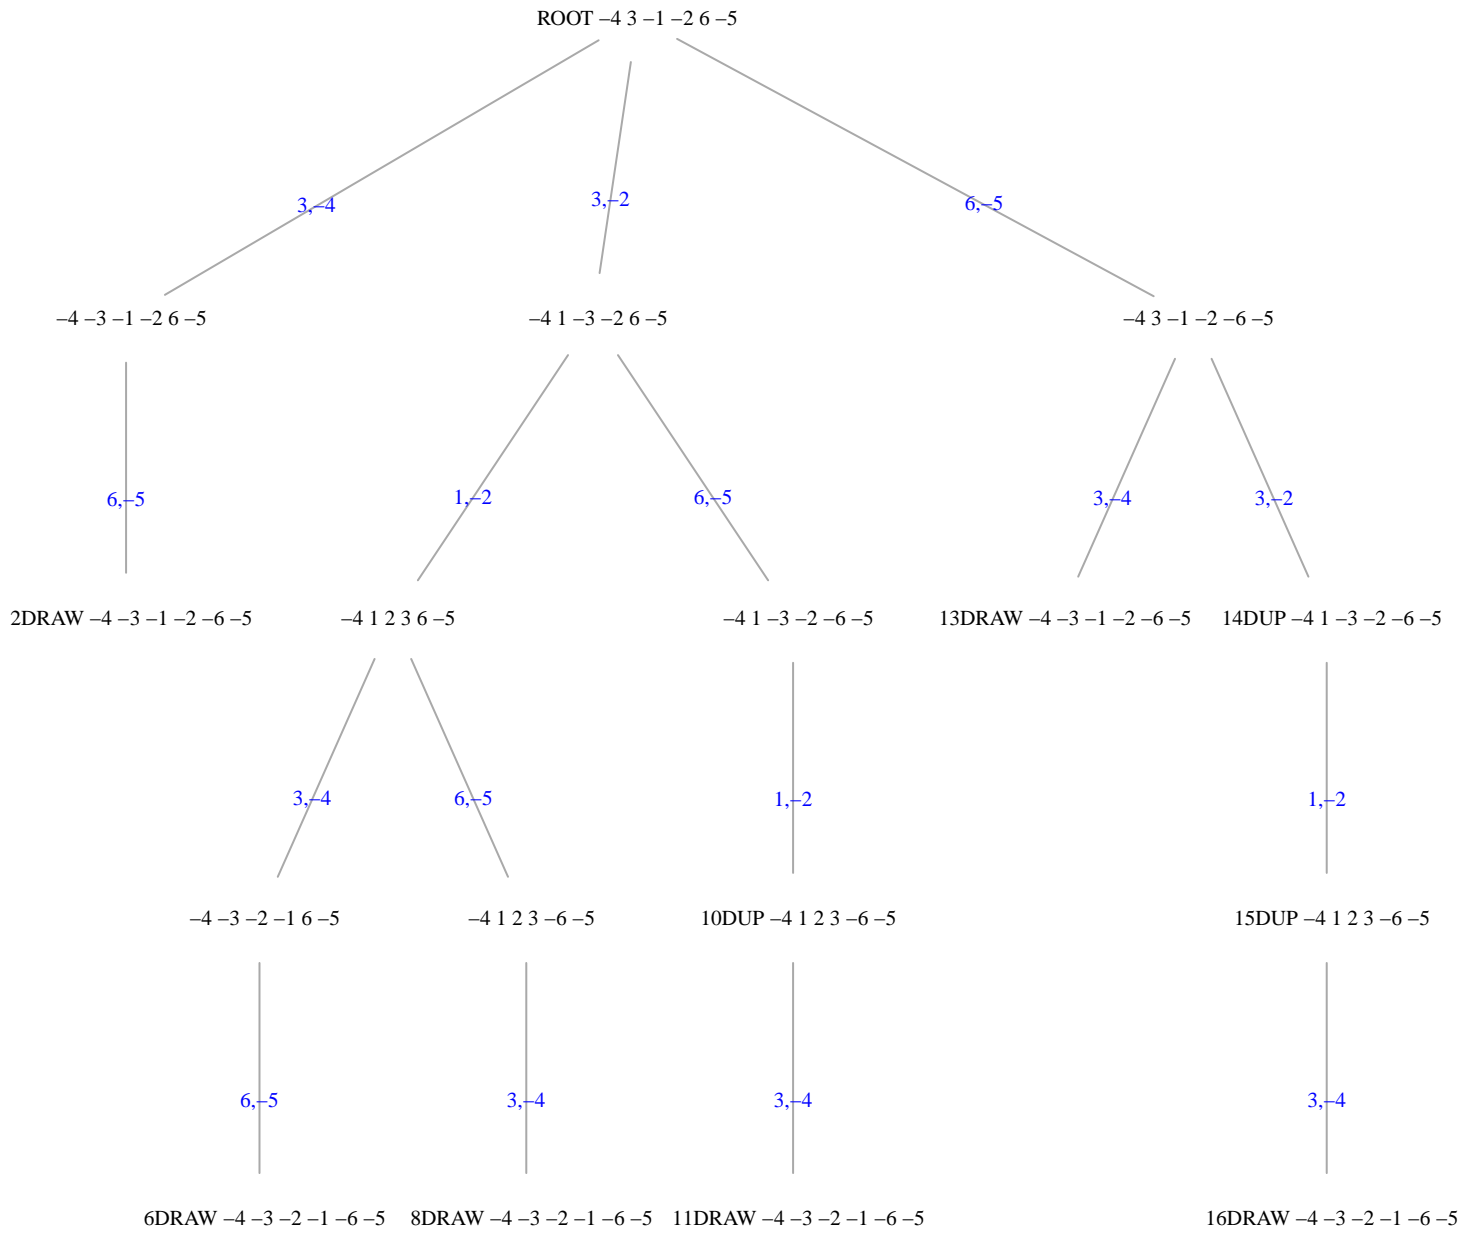 ROOT –4 3 –1 –2 6 –5
3,–4
3,–2
6,–5
–4 –3 –1 –2 6 –5
–4 1 –3 –2 6 –5
–4 3 –1 –2 –6 –5
6,–5
1,–2
6,–5
3,–4
3,–2
2DRAW –4 –3 –1 –2 –6 –5
–4 1 2 3 6 –5
–4 1 –3 –2 –6 –5
13DRAW –4 –3 –1 –2 –6 –5
14DUP –4 1 –3 –2 –6 –5
3,–4
6,–5
1,–2
1,–2
–4 –3 –2 –1 6 –5
–4 1 2 3 –6 –5
10DUP –4 1 2 3 –6 –5
15DUP –4 1 2 3 –6 –5
6,–5
3,–4
3,–4
3,–4
6DRAW –4 –3 –2 –1 –6 –5
8DRAW –4 –3 –2 –1 –6 –5
11DRAW –4 –3 –2 –1 –6 –5
16DRAW –4 –3 –2 –1 –6 –5